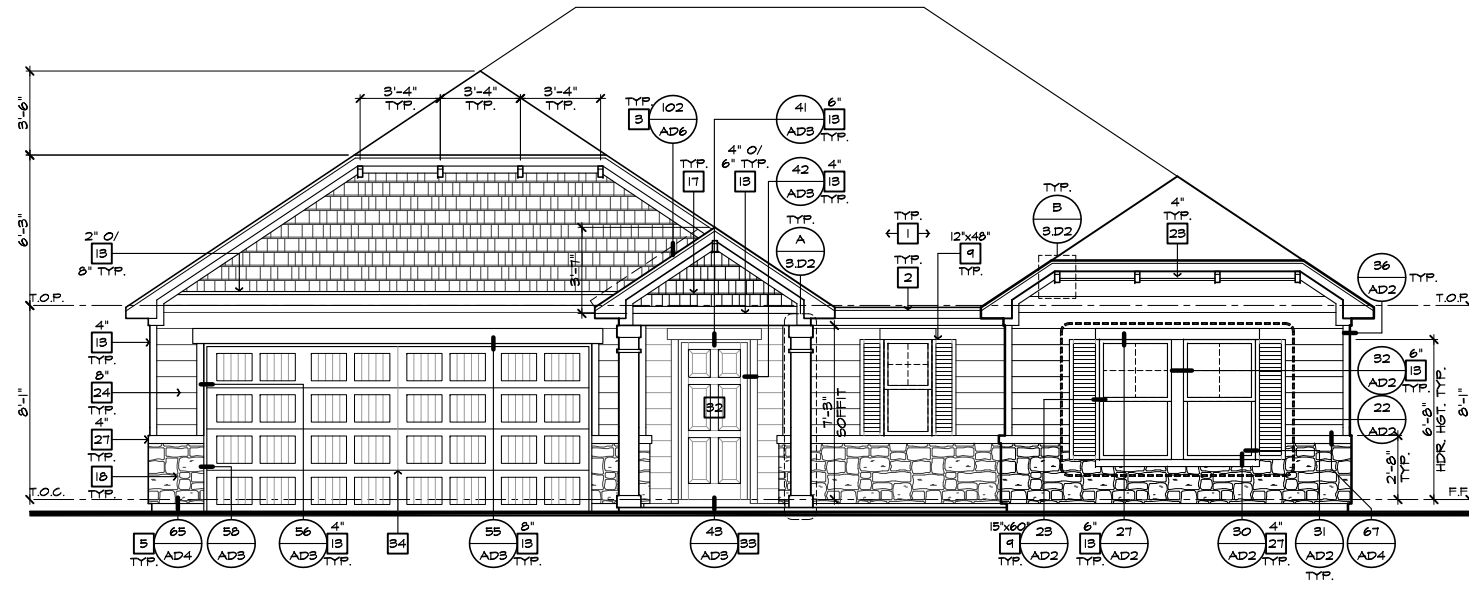 3'-6"
6'-3"
8'-1"
3'-4"
TYP.
3'-4"
TYP.
3'-4"
TYP.
TYP.
3
102
AD6
41
AD3
6"
13
TYP.
42
AD3
4"
13
TYP.
TYP.
17
4" O/
6" TYP.
13
TYP.
A
3.D2
TYP.
1
TYP.
2
12"x48"
9
TYP.
TYP.
B
3.D2
4"
TYP.
23
36
AD2
TYP.
2" O/
13
8" TYP.
3'-7"
T.O.P.
T.O.P.
4"
13
TYP.
8"
24
TYP.
4"
27
TYP.
18
TYP.
T.O.C.
32
7'-3"
SOFFIT
32
AD2
6"
13
TYP.
22
AD2
6'-8"
HDR. HGT. TYP.
8'-1"
2'-8"
TYP.
F.F.
5
TYP.
65
AD4
58
AD3
56
AD3
4"
13
TYP.
34
55
AD3
8"
13
TYP.
43
AD3
33
15"x60"
9
TYP.
23
AD2
6"
13
TYP.
27
AD2
30
AD2
4"
27
TYP.
31
AD2
TYP.
67
AD4